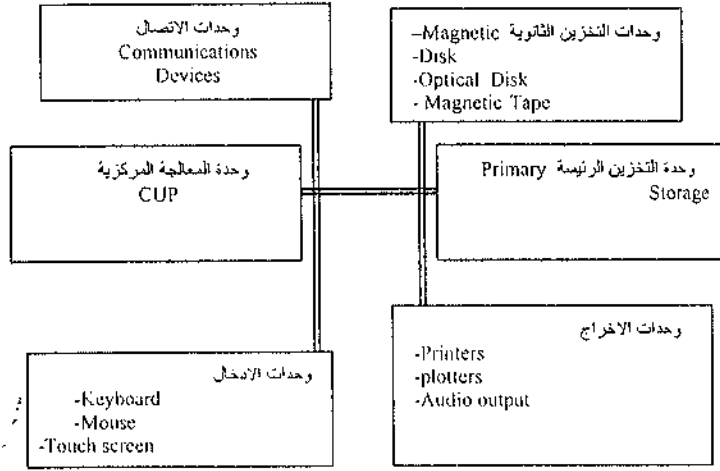 وحدات الاتصال
Communications
Devices
وحدات التخزين الثانوية Magnetic–
-Disk
-Optical Disk
- Magnetic Tape
وحدة المعالجة المركزية
CUP
وحدة التخزين الرئيسة Primary
Storage
وحدات الادخال
-Keyboard
-Mouse
-Touch screen
وحدات الاخراج
-Printers
-plotters
-Audio output